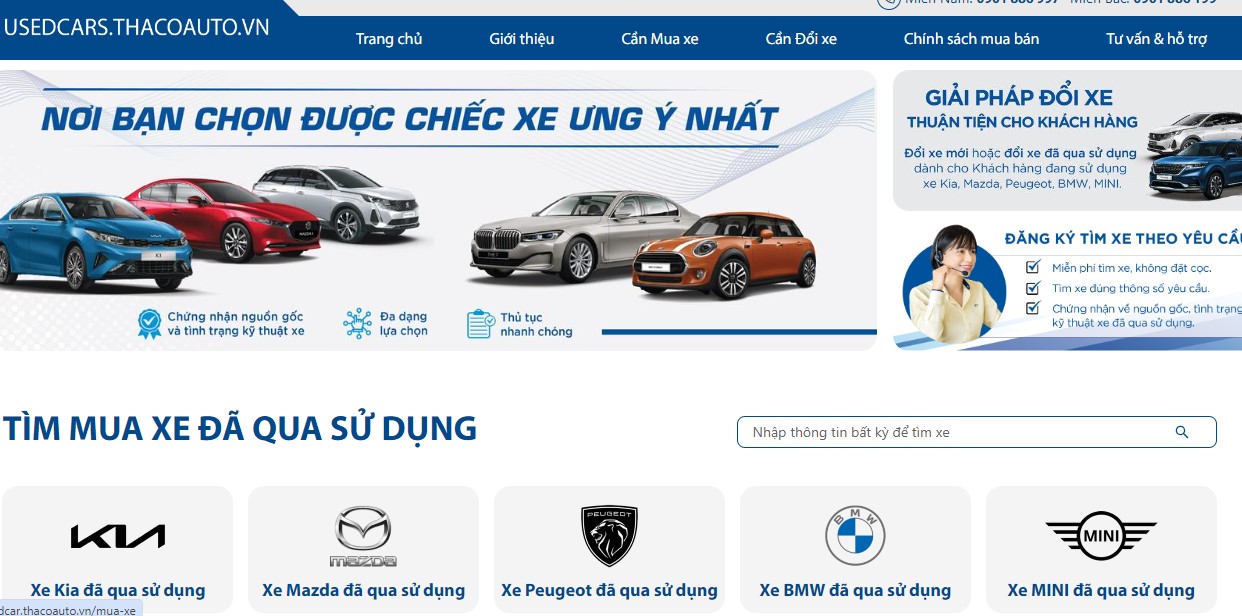 Miền Nam: 0901 886 997 - Miền Bắc: 0901 886 199
USEDCARS.THACOAUTO.VN
Trang chủ
Giới thiệu
Cần Mua xe
Cần Đổi xe
Chính sách mua bán
Tư vấn & hỗ trợ
NƠI BẠN CHỌN ĐƯỢC CHIẾC XE ƯNG Ý NHẤT
Chứng nhận nguồn gốc
và tình trạng kỹ thuật xe
Đa dạng
lựa chọn
Thủ tục
nhanh chóng
GIẢI PHÁP ĐỔI XE
THUẬN TIỆN CHO KHÁCH HÀNG
Đổi xe mới hoặc đổi xe đã qua sử dụng
dành cho Khách hàng đang sử dụng
xe Kia, Mazda, Peugeot, BMW, MINI.
ĐĂNG KÝ TÌM XE THEO YÊU CẦU
Miễn phí tìm xe, không đặt cọc.
Tìm xe đúng thông số yêu cầu.
Chứng nhận về nguồn gốc, tình trạng
kỹ thuật xe đã qua sử dụng.
TÌM MUA XE ĐÃ QUA SỬ DỤNG
Nhập thông tin bất kỳ để tìm xe
KIA
mazda
PEUGEOT
BMW
MINI
Xe Kia đã qua sử dụng
Xe Mazda đã qua sử dụng
Xe Peugeot đã qua sử dụng
Xe BMW đã qua sử dụng
Xe MINI đã qua sử dụng
dcar.thacoauto.vn/mua-xe